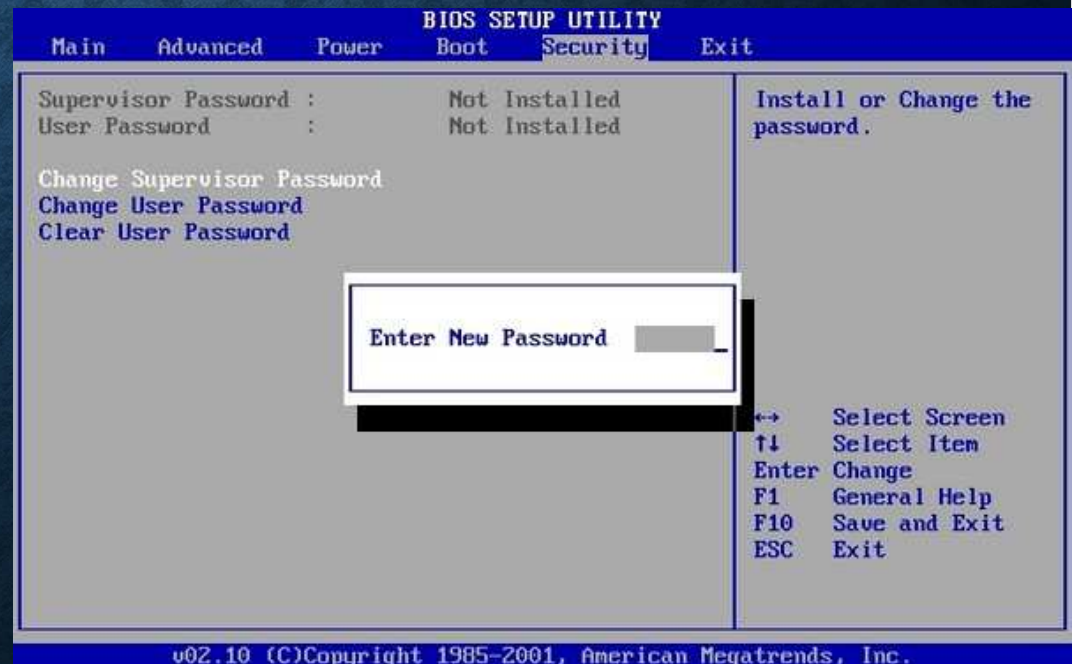 BIOS SETUP UTILITY
Main Advanced Power Boot Security Exit
Supervisor Password : Not Installed
User Password : Not Installed
Change Supervisor Password
Change User Password
Clear User Password
Enter New Password
Install or Change the
password.
↔ Select Screen
↑↓ Select Item
Enter Change
F1 General Help
F10 Save and Exit
ESC Exit
v02.10 (C)Copyright 1985-2001, American Megatrends, Inc.